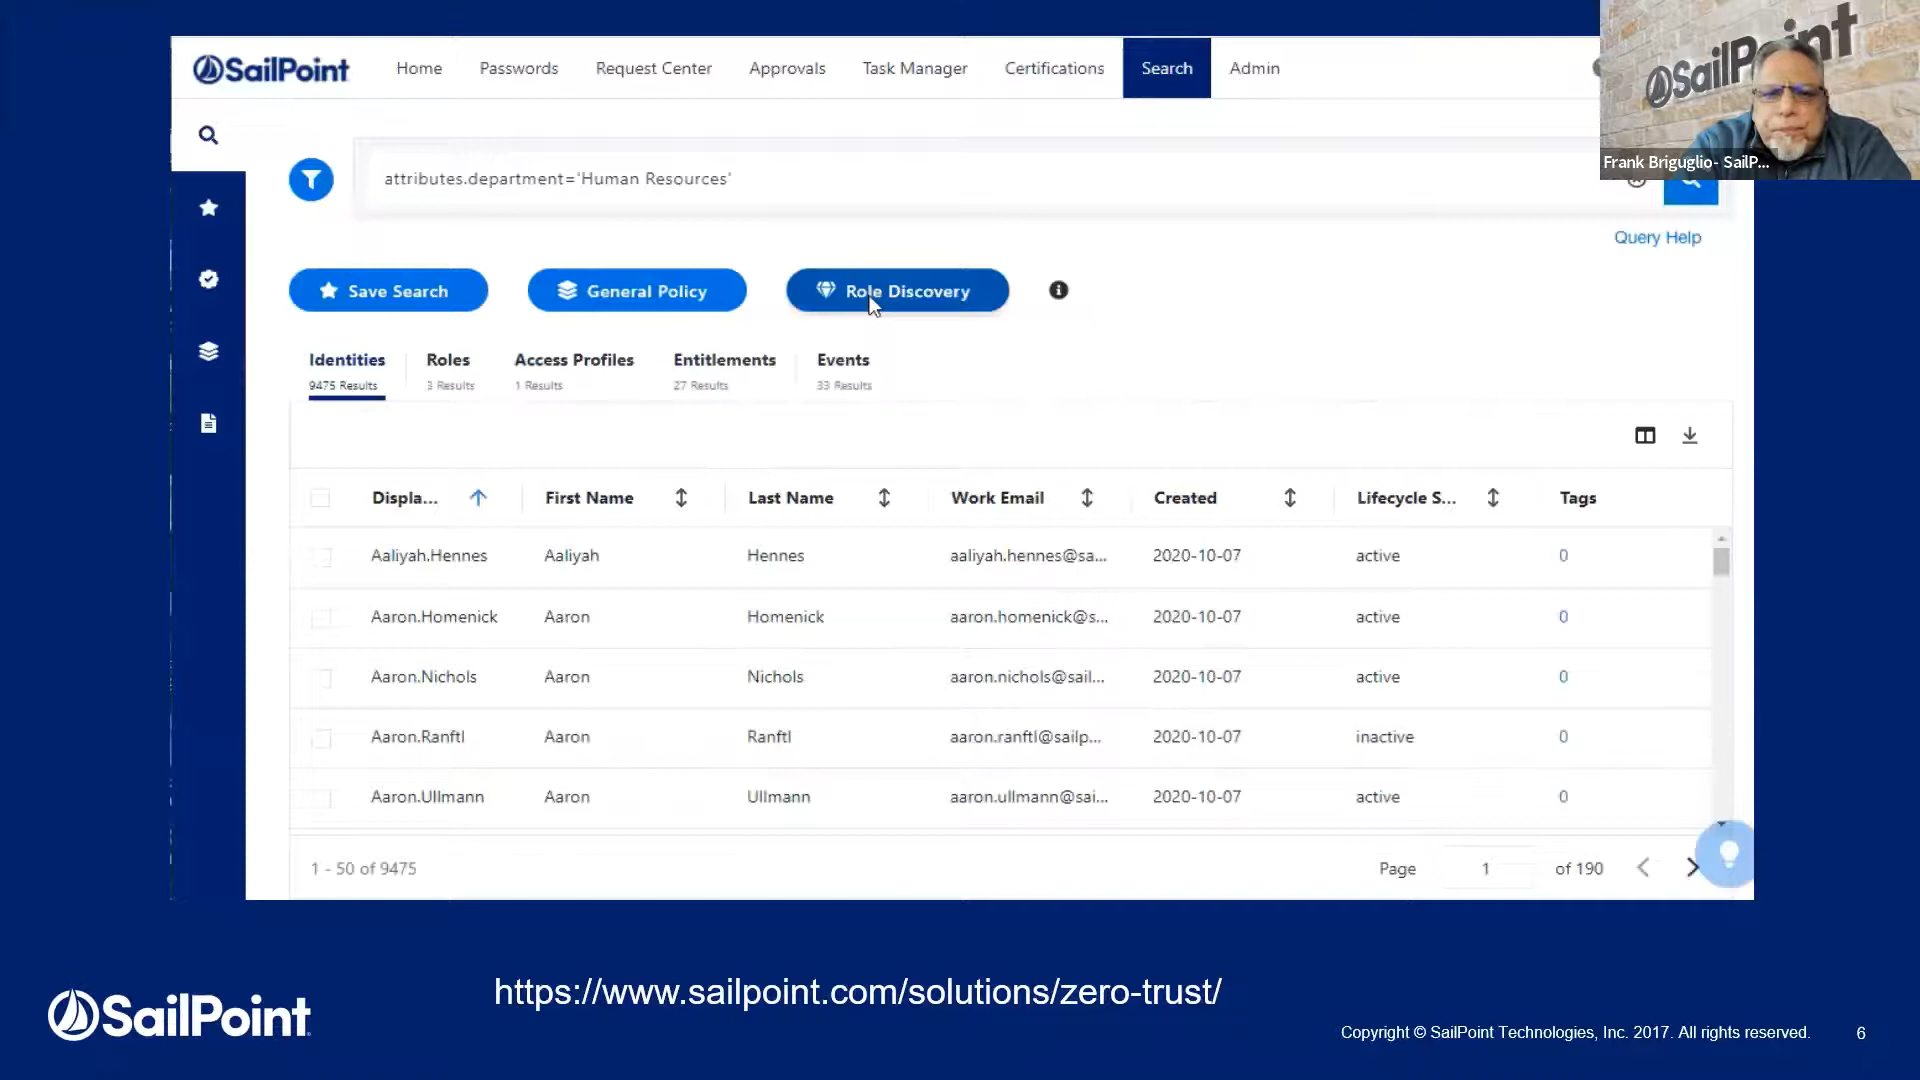 SailPoint
Home Passwords Request Center Approvals Task Manager Certifications Search Admin
SailPoint
Frank Briguglio- SailP...
attributes.department='Human Resources'
Query Help
Save Search General Policy Role Discovery
Identities Roles Access Profiles Entitlements Events
9475 Results 3 Results 1 Results 27 Results 33 Results
Displa... First Name Last Name Work Email Created Lifecycle S... Tags
Aaliyah.Hennes Aaliyah Hennes aaliyah.hennes@sa... 2020-10-07 active 0
Aaron.Homenick Aaron Homenick aaron.homenick@s... 2020-10-07 active 0
Aaron.Nichols Aaron Nichols aaron.nichols@sail... 2020-10-07 active 0
Aaron.Ranftl Aaron Ranftl aaron.ranftl@sailp... 2020-10-07 inactive 0
Aaron.Ullmann Aaron Ullmann aaron.ullmann@sai... 2020-10-07 active 0
1 - 50 of 9475 Page 1 of 190
https://www.sailpoint.com/solutions/zero-trust/
SailPoint
Copyright © SailPoint Technologies, Inc. 2017. All rights reserved. 6